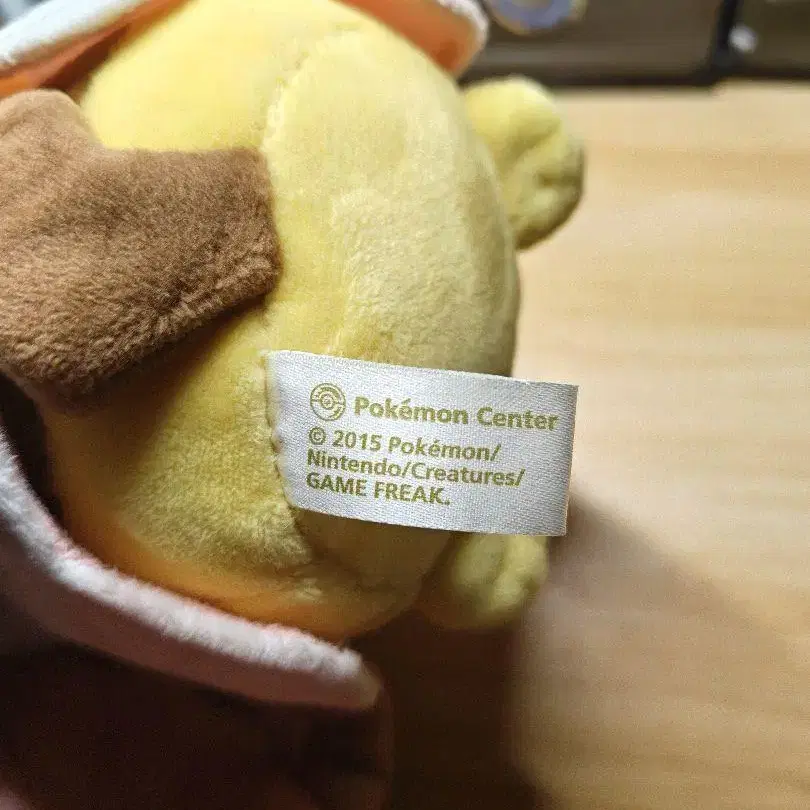 Pokémon Center
© 2015 Pokémon/
Nintendo/Creatures/
GAME FREAK.